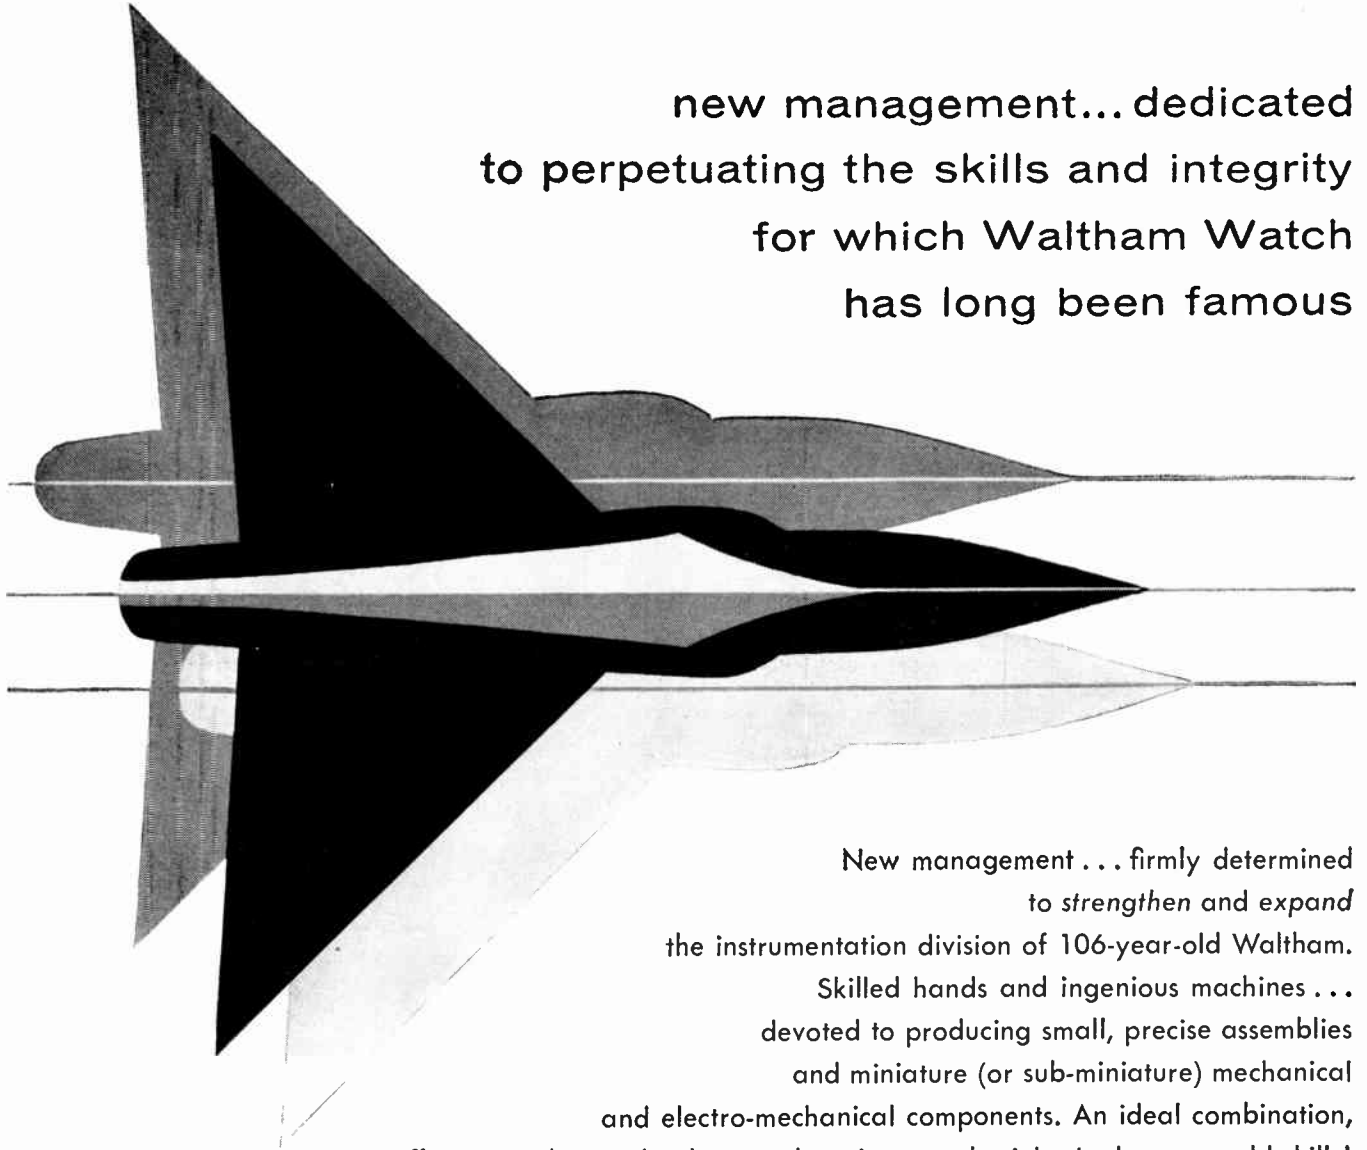 new management... dedicated
to perpetuating the skills and integrity
for which Waltham Watch
has long been famous
New management... firmly determined
to strengthen and expand
the instrumentation division of 106-year-old Waltham.
Skilled hands and ingenious machines...
devoted to producing small, precise assemblies
and miniature (or sub-miniature) mechanical
and electro-mechanical components. An ideal combination,